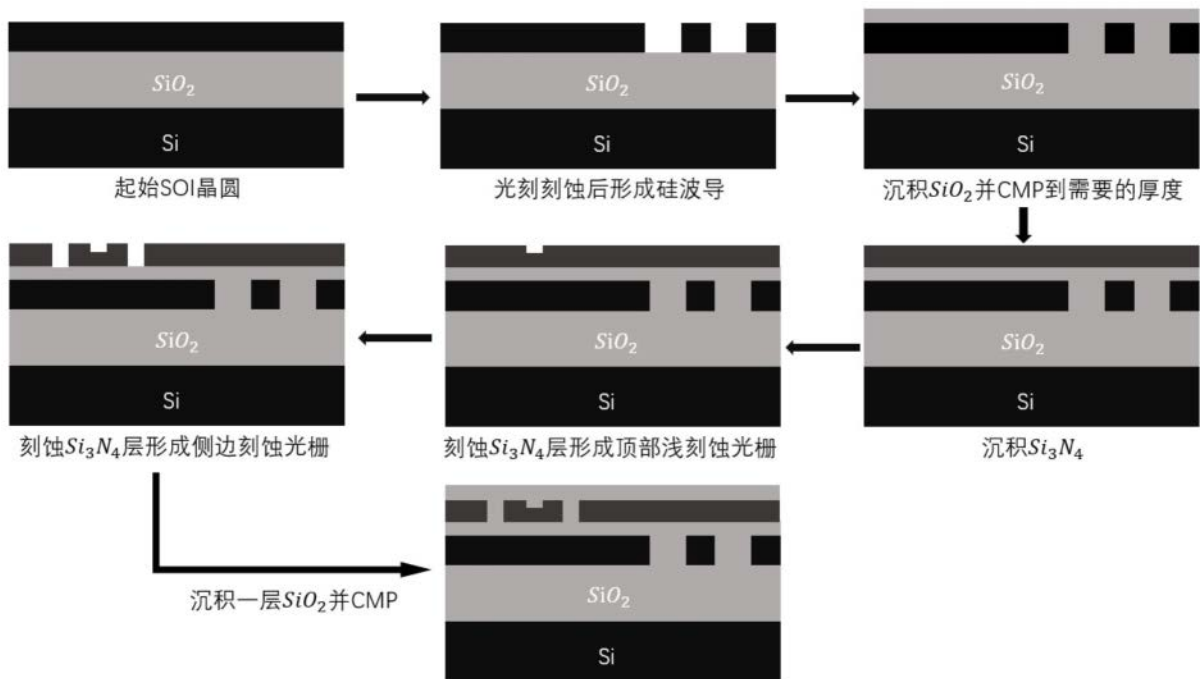 SiO₂
Si
起始SOI晶圆
SiO₂
Si
光刻刻蚀后形成硅波导
SiO₂
Si
沉积SiO₂并CMP到需要的厚度
SiO₂
Si
沉积Si₃N₄
SiO₂
Si
刻蚀Si₃N₄层形成顶部浅刻蚀光栅
SiO₂
Si
刻蚀Si₃N₄层形成侧边刻蚀光栅
沉积一层SiO₂并CMP
SiO₂
Si